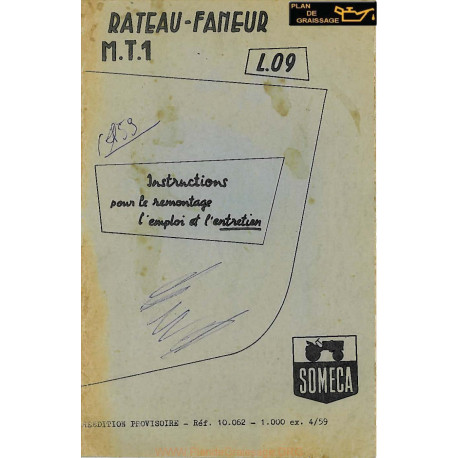 PLAN
DE
GRAISSAGE
RATEAU-FANEUR
M.T.1
L.09
Instructions
pour le remontage
l'emploi et l'entretien
SOMECA
PROVISOIRE - Réf. 10.062 - 1.000 ex. 4/59